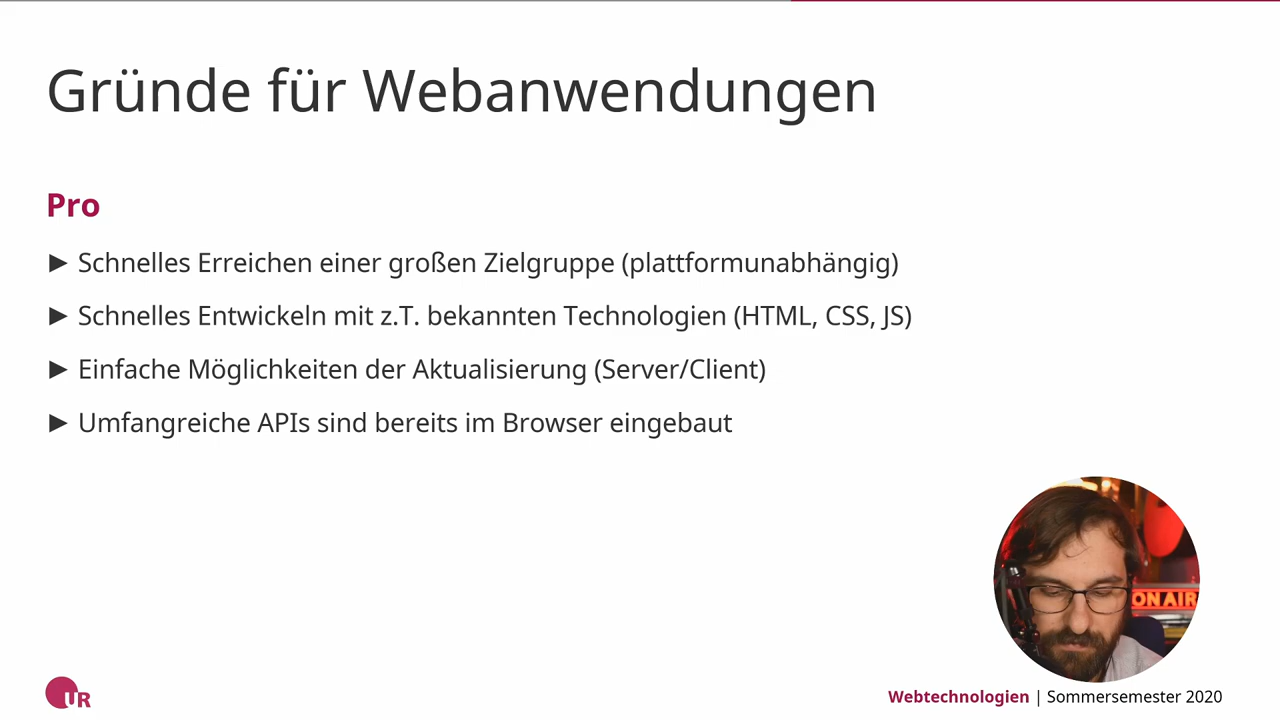 Gründe für Webanwendungen
Pro
► Schnelles Erreichen einer großen Zielgruppe (plattformunabhängig)
► Schnelles Entwickeln mit z.T. bekannten Technologien (HTML, CSS, JS)
► Einfache Möglichkeiten der Aktualisierung (Server/Client)
► Umfangreiche APIs sind bereits im Browser eingebaut
ON AIR
UR
Webtechnologien | Sommersemester 2020